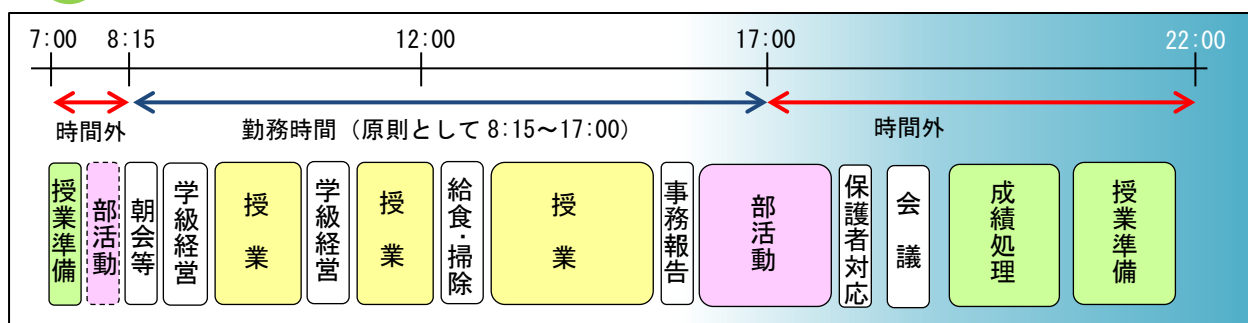 7:00 8:15 12:00 17:00 22:00
時間外 勤務時間（原則として 8:15～17:00） 時間外
授業準備
部活動
朝会等
学級経営
授業
学級経営
授業
給食・掃除
授業
事務報告
部活動
保護者対応
会議
成績処理
授業準備